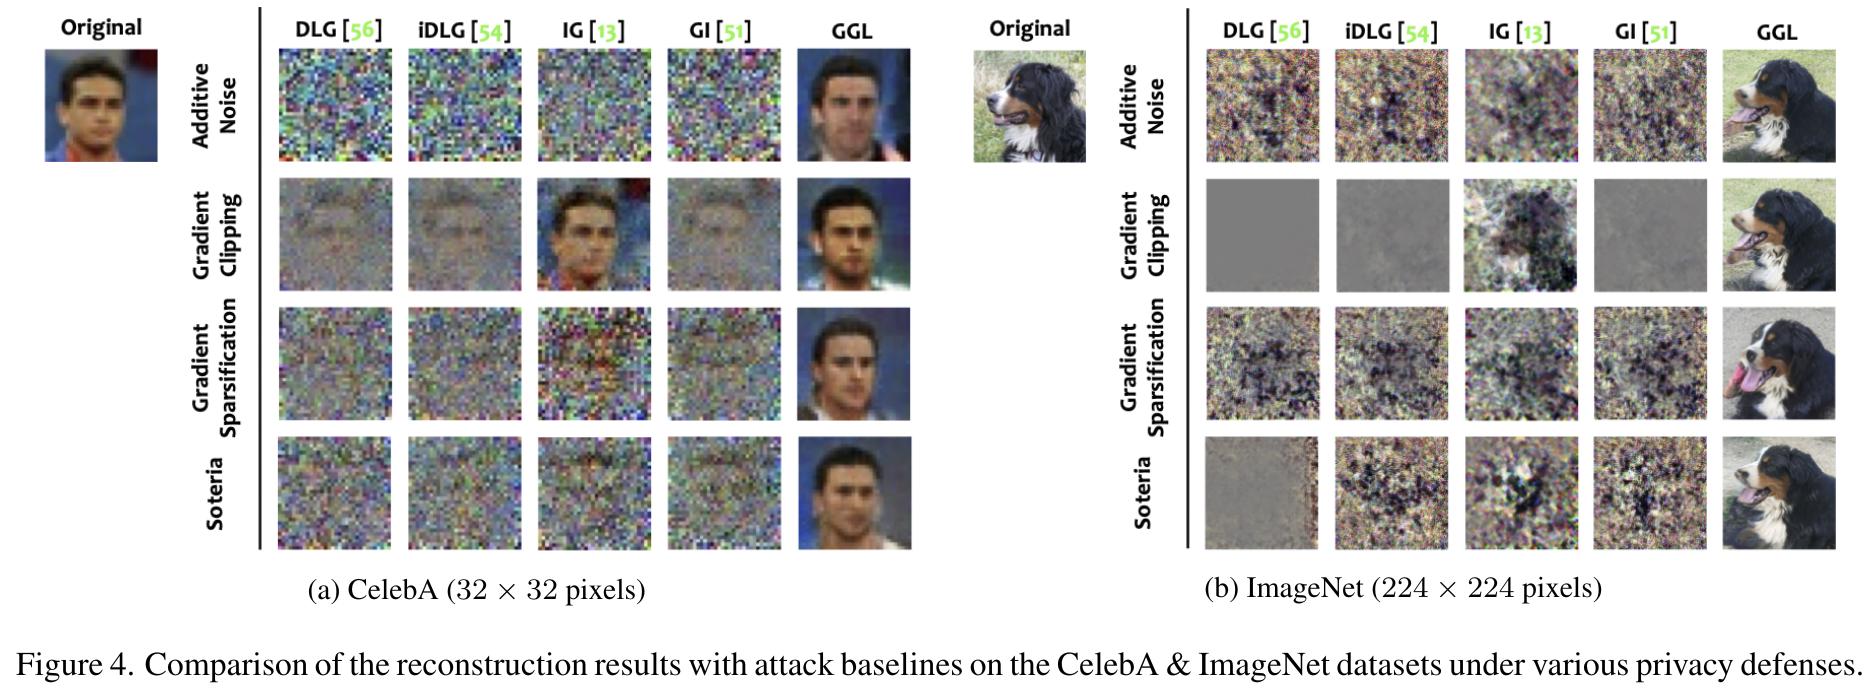 Original
DLG [56] iDLG [54] IG [13] GI [51] GGL
Additive
Noise
Gradient
Clipping
Gradient
Sparsification
Soteria
(a) CelebA (32 × 32 pixels)
Original
DLG [56] iDLG [54] IG [13] GI [51] GGL
Additive
Noise
Gradient
Clipping
Gradient
Sparsification
Soteria
(b) ImageNet (224 × 224 pixels)
Figure 4. Comparison of the reconstruction results with attack baselines on the CelebA & ImageNet datasets under various privacy defenses.